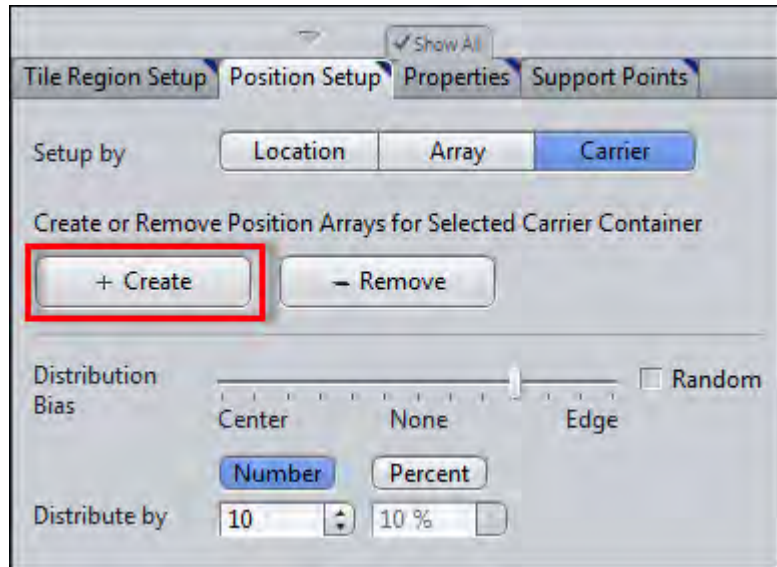 ✓ Show All
Tile Region Setup Position Setup Properties Support Points
Setup by Location Array Carrier
Create or Remove Position Arrays for Selected Carrier Container
+ Create - Remove
Distribution
Bias
Random
Center None Edge
Number Percent
Distribute by 10 10 %